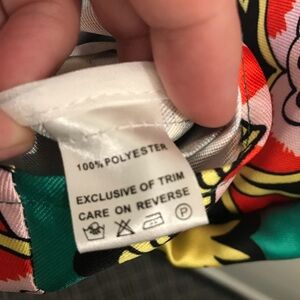 100% POLYESTER
EXCLUSIVE OF TRIM
CARE ON REVERSE
P